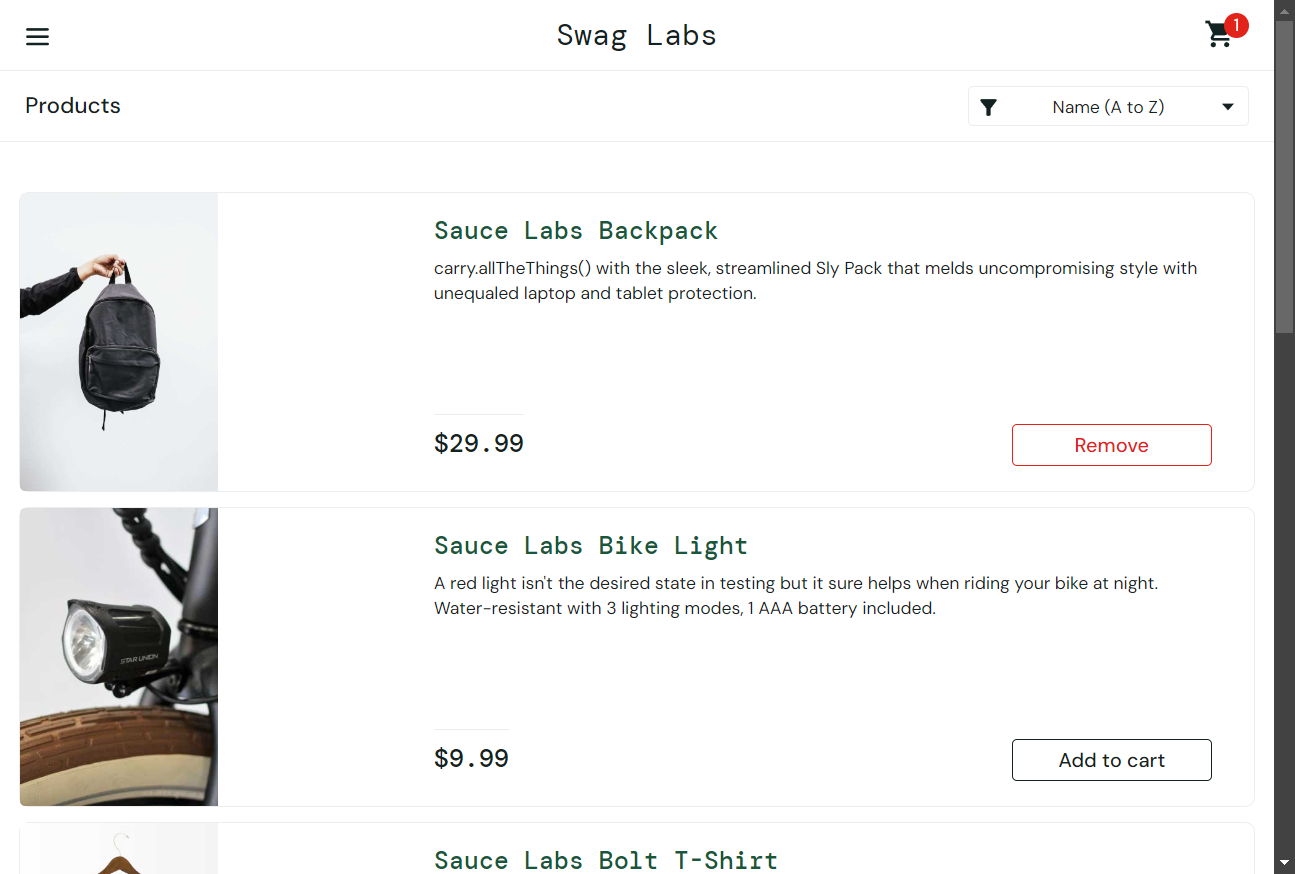 Swag Labs
1
Products
Name (A to Z)
Sauce Labs Backpack
carry.allTheThings() with the sleek, streamlined Sly Pack that melds uncompromising style with
unequaled laptop and tablet protection.
$29.99
Remove
STAR UNION
Sauce Labs Bike Light
A red light isn't the desired state in testing but it sure helps when riding your bike at night.
Water-resistant with 3 lighting modes, 1 AAA battery included.
$9.99
Add to cart
Sauce Labs Bolt T-Shirt